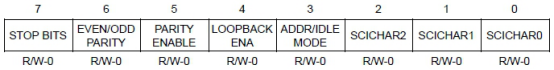 7 6 5 4 3 2 1 0
STOP BITS EVEN/ODD PARITY PARITY ENABLE LOOPBACK ENA ADDR/IDLE MODE SCICHAR2 SCICHAR1 SCICHAR0
R/W-0 R/W-0 R/W-0 R/W-0 R/W-0 R/W-0 R/W-0 R/W-0